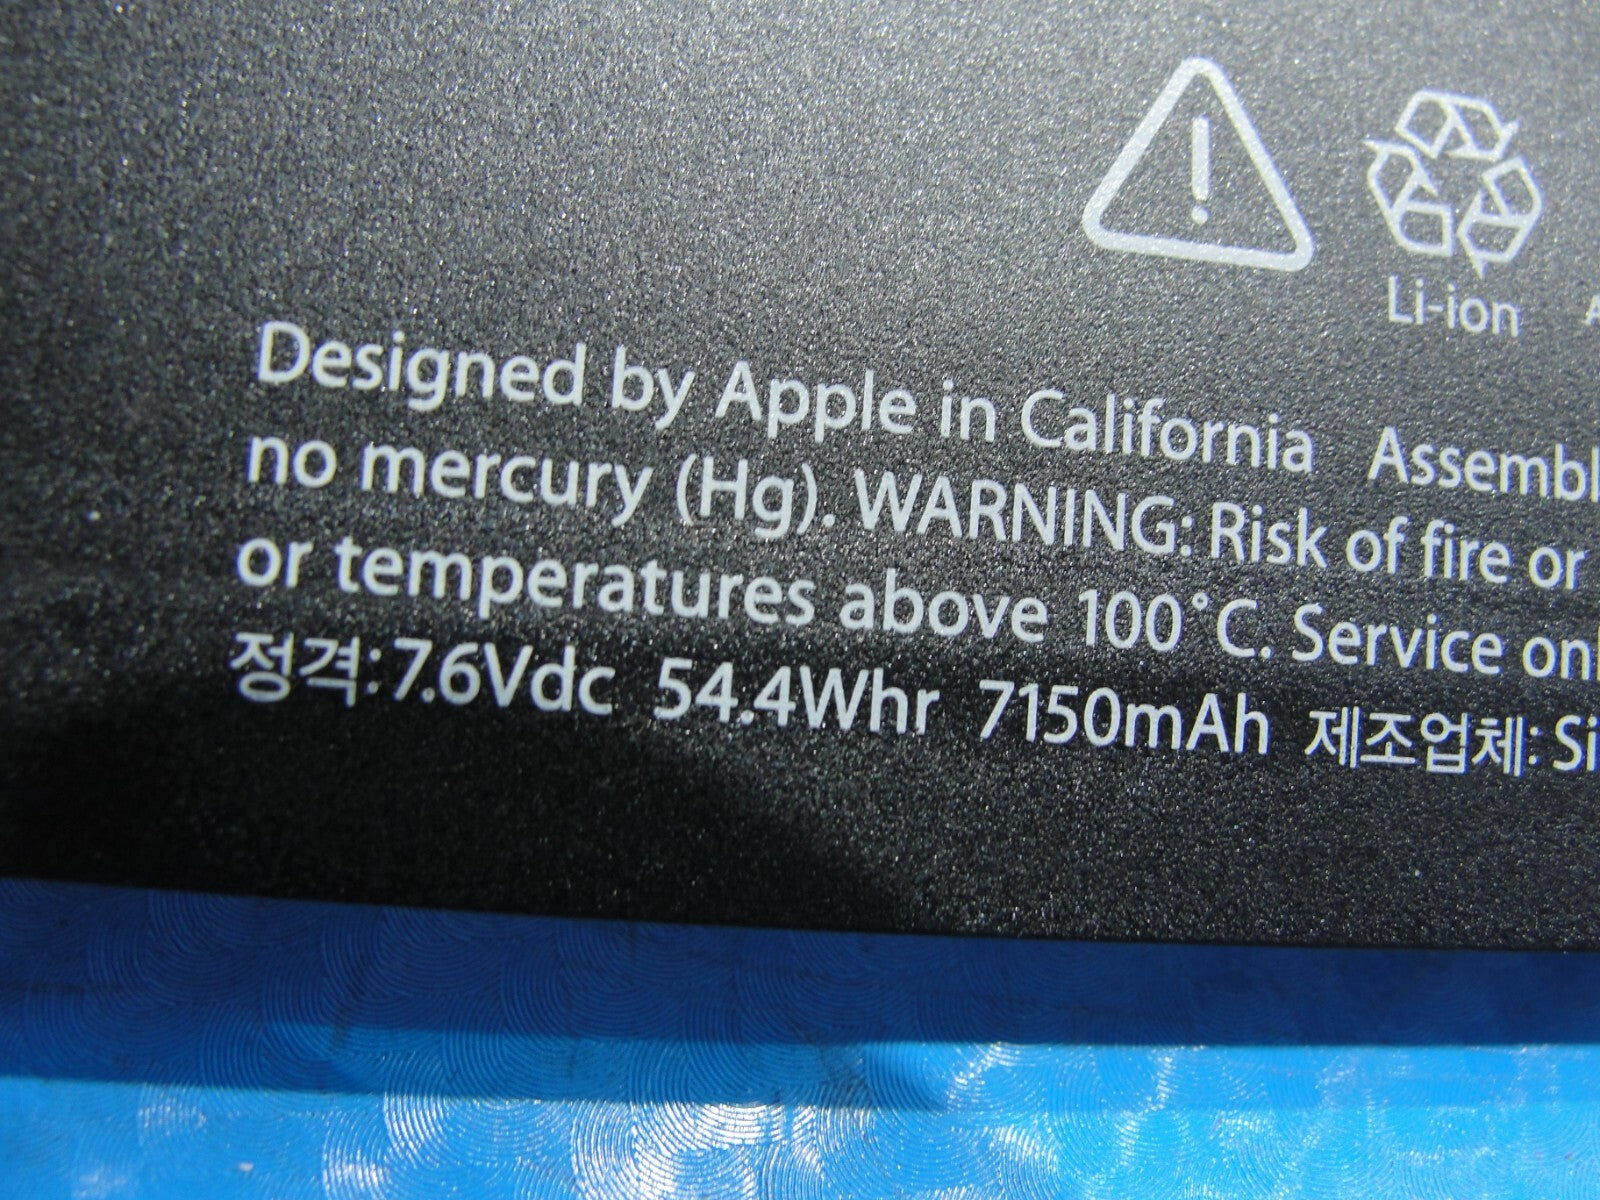 Li-ion
Designed by Apple in California Assembl
no mercury (Hg). WARNING: Risk of fire or
or temperatures above 100°C. Service onl
정격: 7.6Vdc 54.4Whr 7150mAh 제조업체: Si